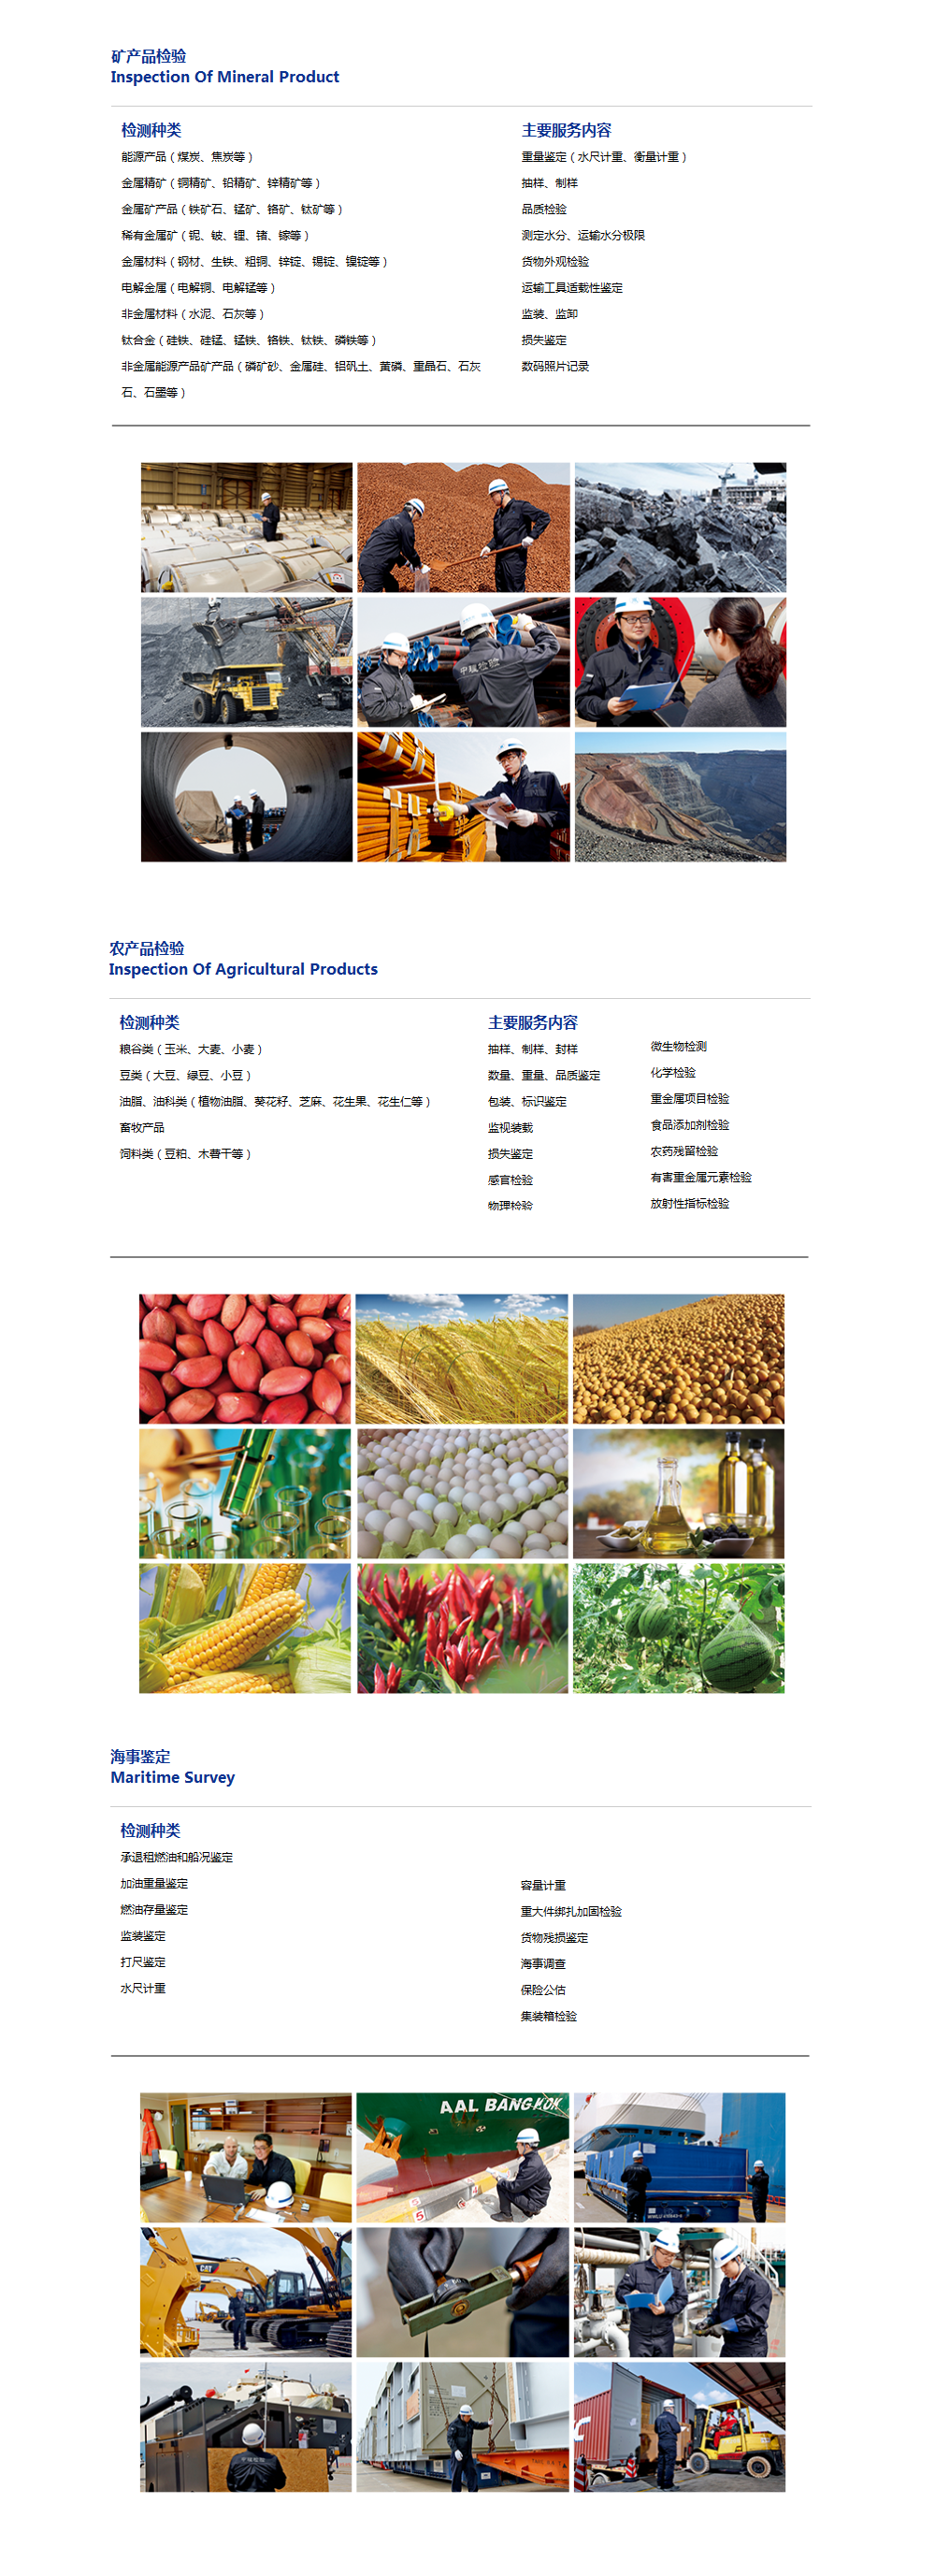 矿产品检验
Inspection Of Mineral Product
检测种类
能源产品（煤炭、焦炭等）
金属精矿（铜精矿、铅精矿、锌精矿等）
金属矿产品（铁矿石、锰矿、铬矿、钛矿等）
稀有金属矿（铌、铍、锂、锗、镓等）
金属材料（钢材、生铁、粗铜、锌锭、锡锭、镍锭等）
电解金属（电解铜、电解锰等）
非金属材料（水泥、石灰等）
钛合金（硅铁、硅锰、锰铁、铬铁、钛铁、磷铁等）
非金属能源产品矿产品（磷矿砂、金属硅、铝矾土、黄磷、重晶石、石灰
石、石墨等）
主要服务内容
重量鉴定（水尺计重、衡量计重）
抽样、制样
品质检验
测定水分、运输水分极限
货物外观检验
运输工具适载性鉴定
监装、监卸
损失鉴定
数码照片记录
中瑞检验
农产品检验
Inspection Of Agricultural Products
检测种类
粮谷类（玉米、大麦、小麦）
豆类（大豆、绿豆、小豆）
油脂、油科类（植物油脂、葵花籽、芝麻、花生果、花生仁等）
畜牧产品
饲料类（豆粕、木薯干等）
主要服务内容
抽样、制样、封样
数量、重量、品质鉴定
包装、标识鉴定
监视装载
损失鉴定
感官检验
物理检验
微生物检测
化学检验
重金属项目检验
食品添加剂检验
农药残留检验
有害重金属元素检验
放射性指标检验
海事鉴定
Maritime Survey
检测种类
承退租燃油和船况鉴定
加油重量鉴定
燃油存量鉴定
监装鉴定
打尺鉴定
水尺计重
容量计重
重大件绑扎加固检验
货物残损鉴定
海事调查
保险公估
集装箱检验
AAL BANGKOK
CAT